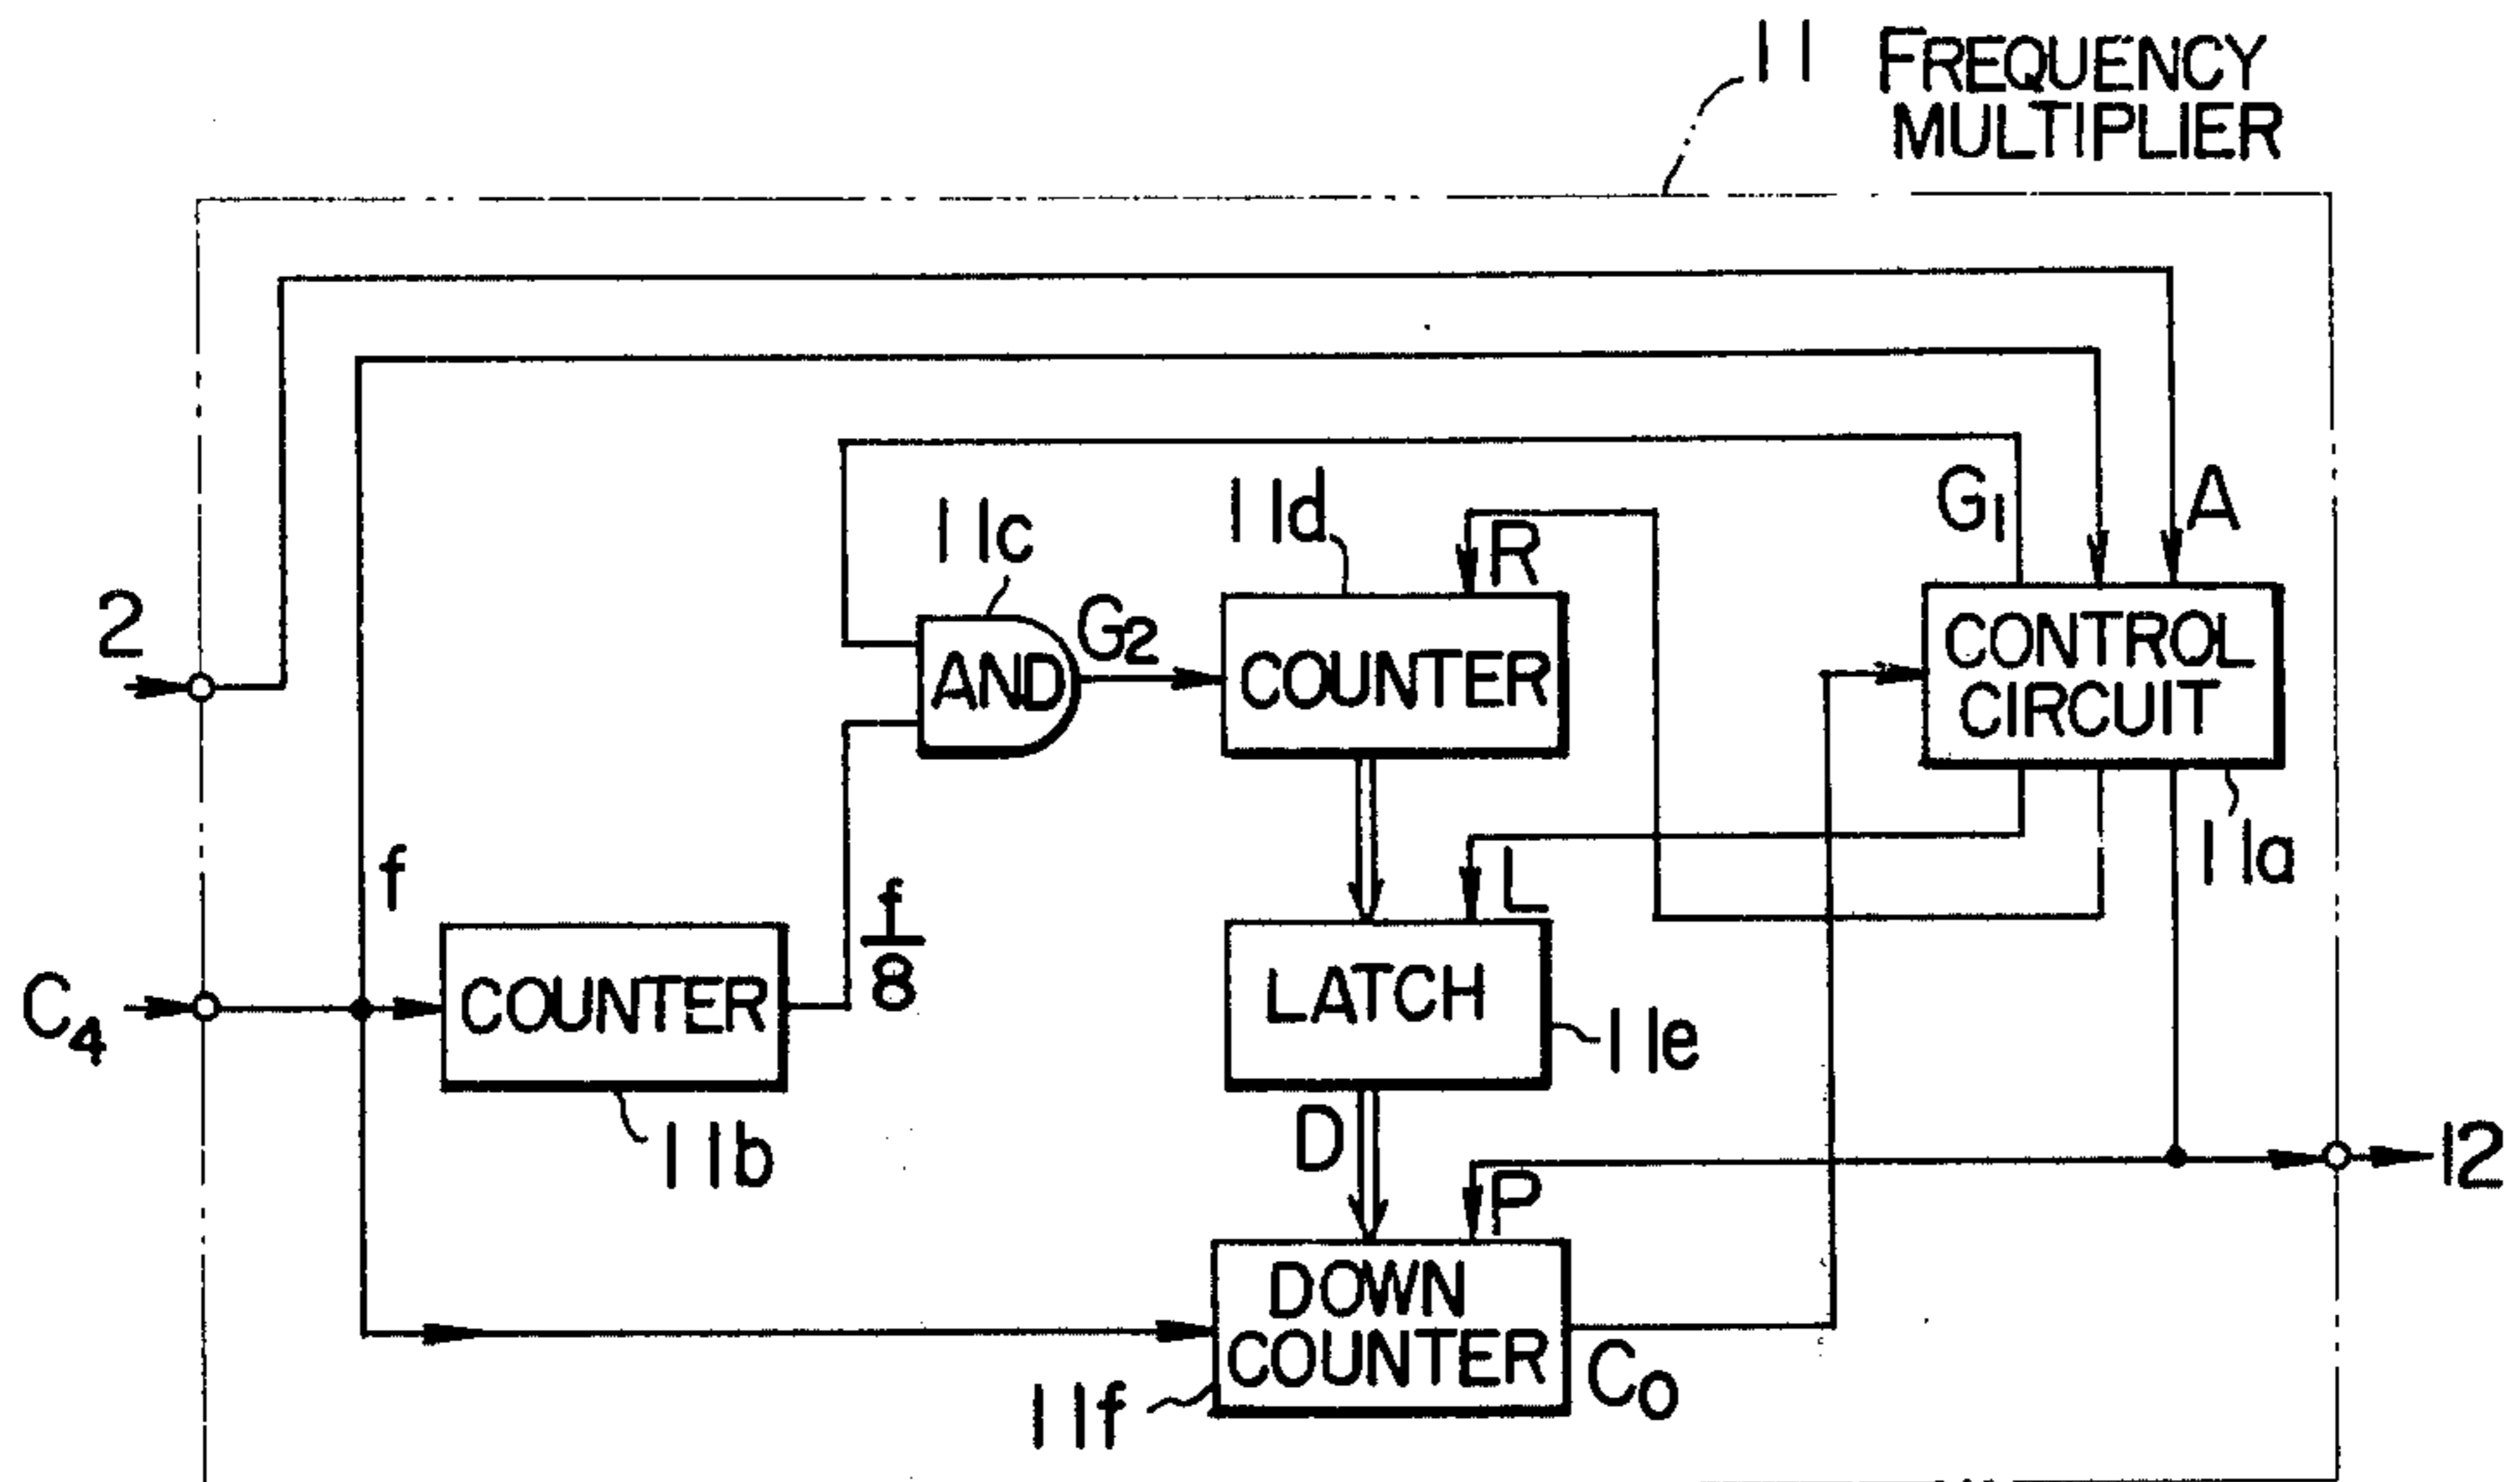 11 FREQUENCY
MULTIPLIER
G1
A
11c
11d
R
2
AND
G2
COUNTER
CONTROL
CIRCUIT
11a
f
L
f
8
C4
COUNTER
LATCH
11e
11b
D
P
12
DOWN
COUNTER
C0
11f